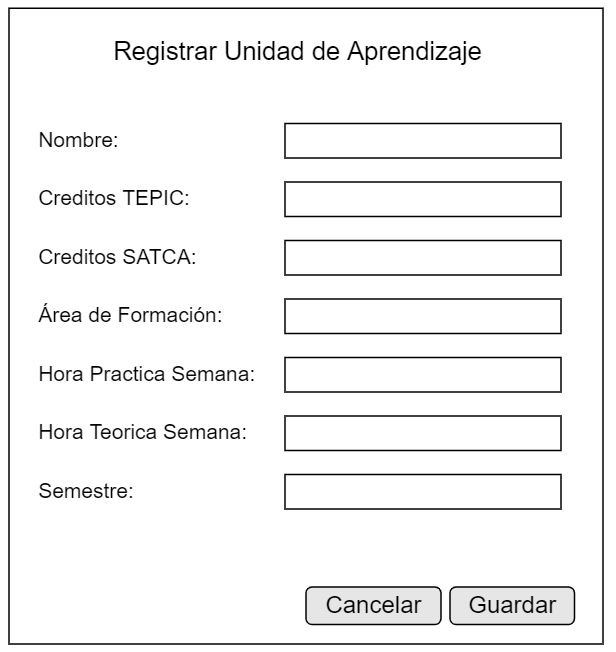 Registrar Unidad de Aprendizaje
Nombre:
Creditos TEPIC:
Creditos SATCA:
Área de Formación:
Hora Practica Semana:
Hora Teorica Semana:
Semestre:
Cancelar Guardar